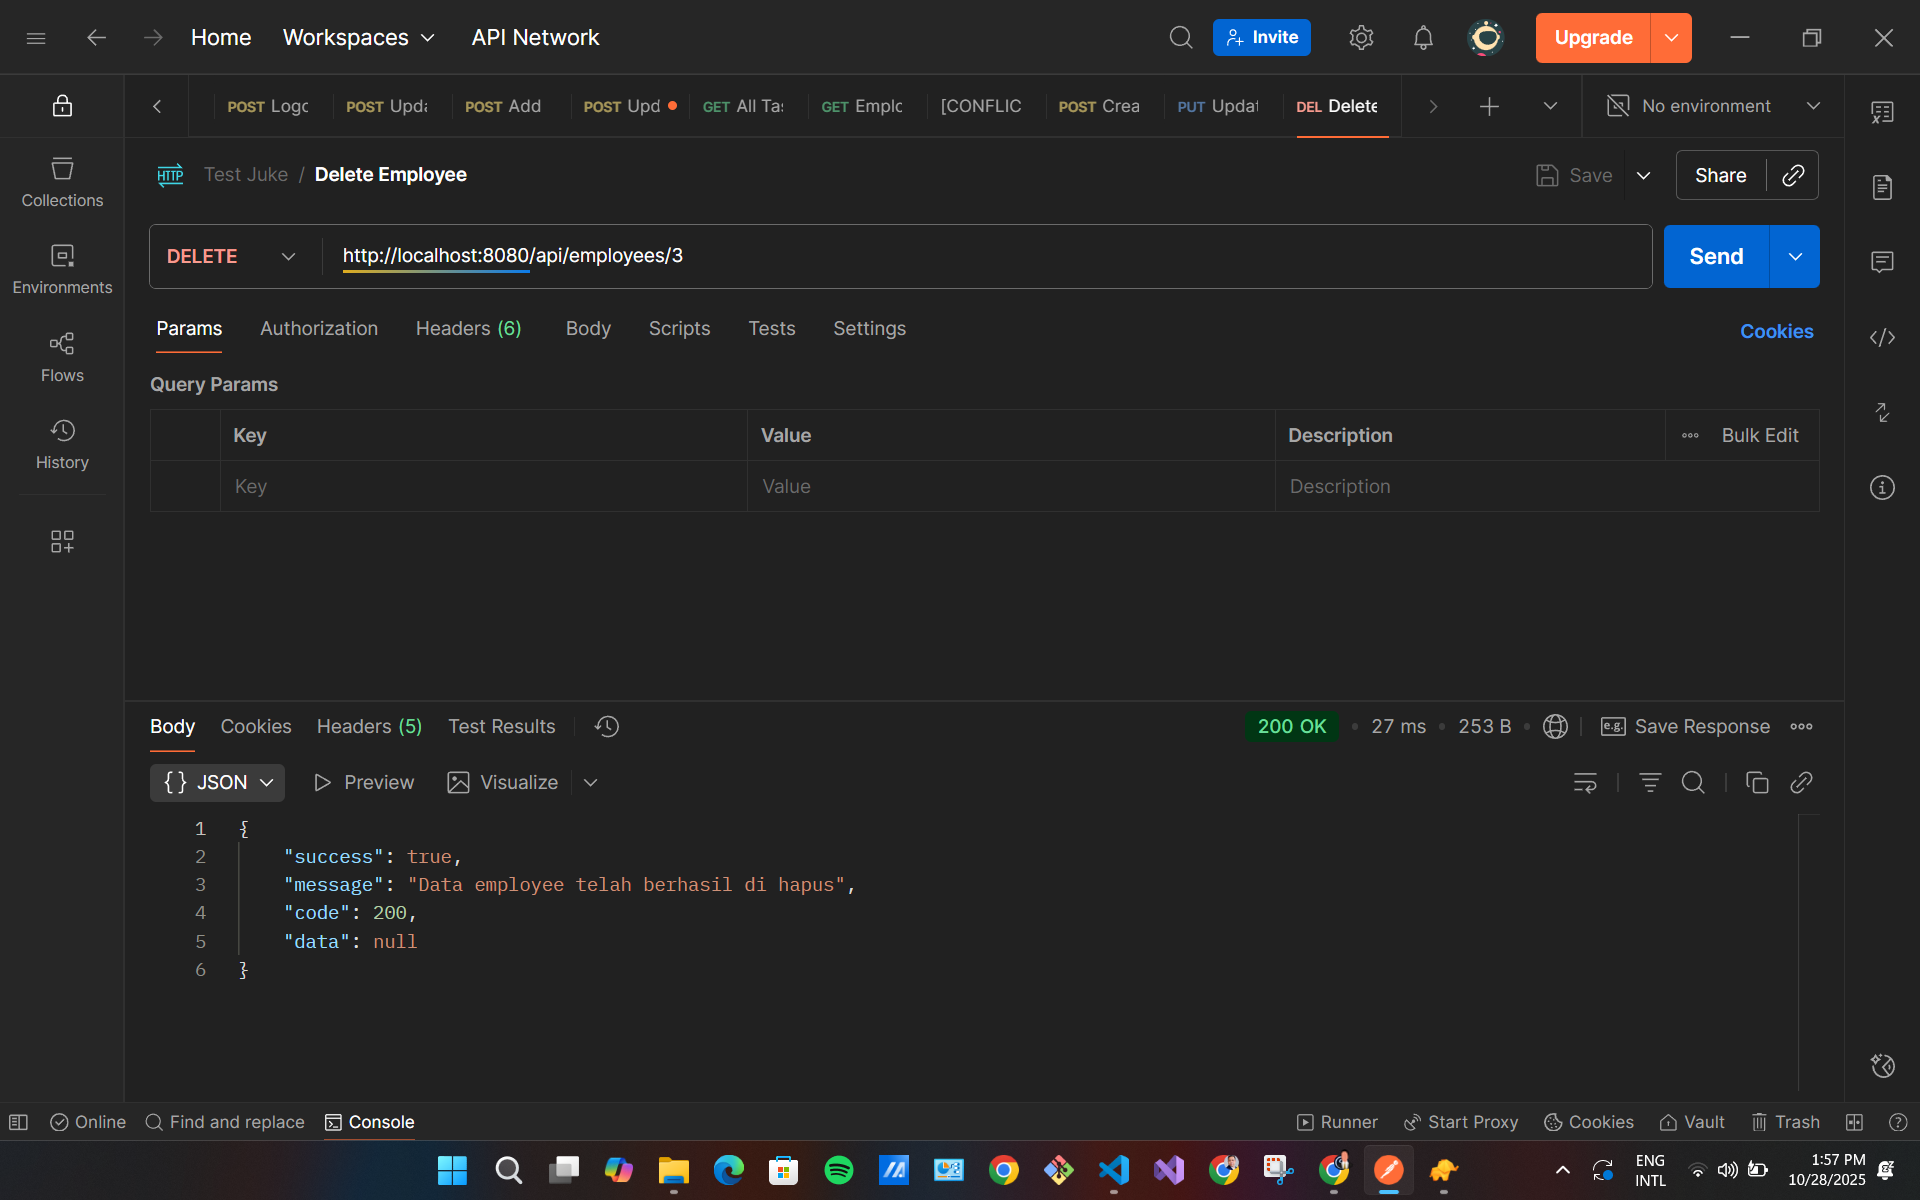 Home
Workspaces
API Network
Invite
Upgrade
POST Logo
POST Upda
POST Add
POST Upd
GET All Ta
GET Emplo
[CONFLIC
POST Crea
PUT Updat
DEL Delete
No environment
HTTP
Test Juke / Delete Employee
Save
Share
Collections
Environments
Flows
History
DELETE
http://localhost:8080/api/employees/3
Send
Params
Authorization
Headers (6)
Body
Scripts
Tests
Settings
Cookies
Query Params
Key
Value
Description
Bulk Edit
Key
Value
Description
Body
Cookies
Headers (5)
Test Results
200 OK
27 ms
253 B
e.g.
Save Response
{} JSON
Preview
Visualize
1 {
2 "success": true,
3 "message": "Data employee telah berhasil di hapus",
4 "code": 200,
5 "data": null
6 }
Online
Find and replace
Console
Runner
Start Proxy
Cookies
Vault
Trash
ENG
INTL
1:57 PM
10/28/2025